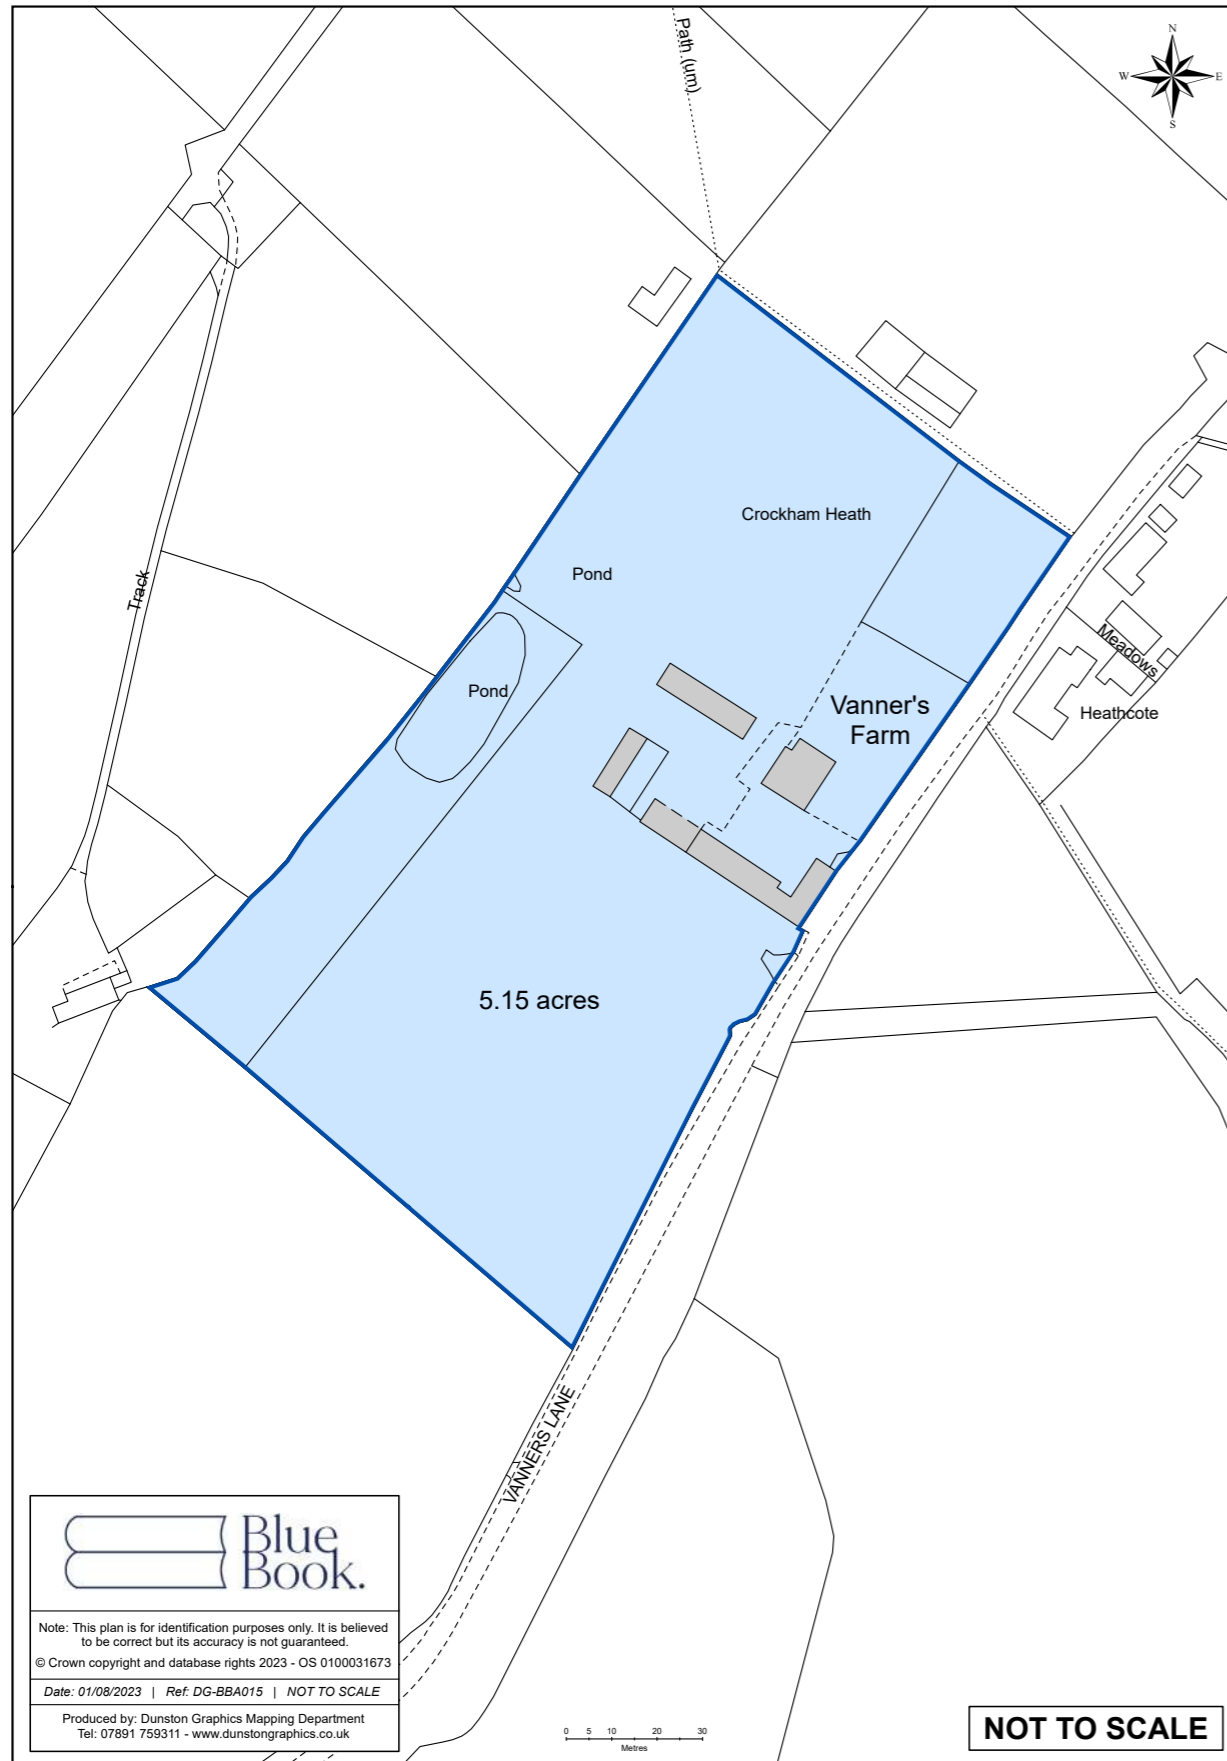 Path (um)
N
W
E
S
Crockham Heath
Pond
Track
Pond
Meadows
Vanner's
Farm
Heathcote
5.15 acres
VANNERS LANE
Blue
Book.
Note: This plan is for identification purposes only. It is believed
to be correct but its accuracy is not guaranteed.
© Crown copyright and database rights 2023 - OS 0100031673
Date: 01/08/2023 | Ref: DG-BBA015 | NOT TO SCALE
Produced by: Dunston Graphics Mapping Department
Tel: 07891 759311 - www.dunstongraphics.co.uk
0 5 10 20 30
Metres
NOT TO SCALE